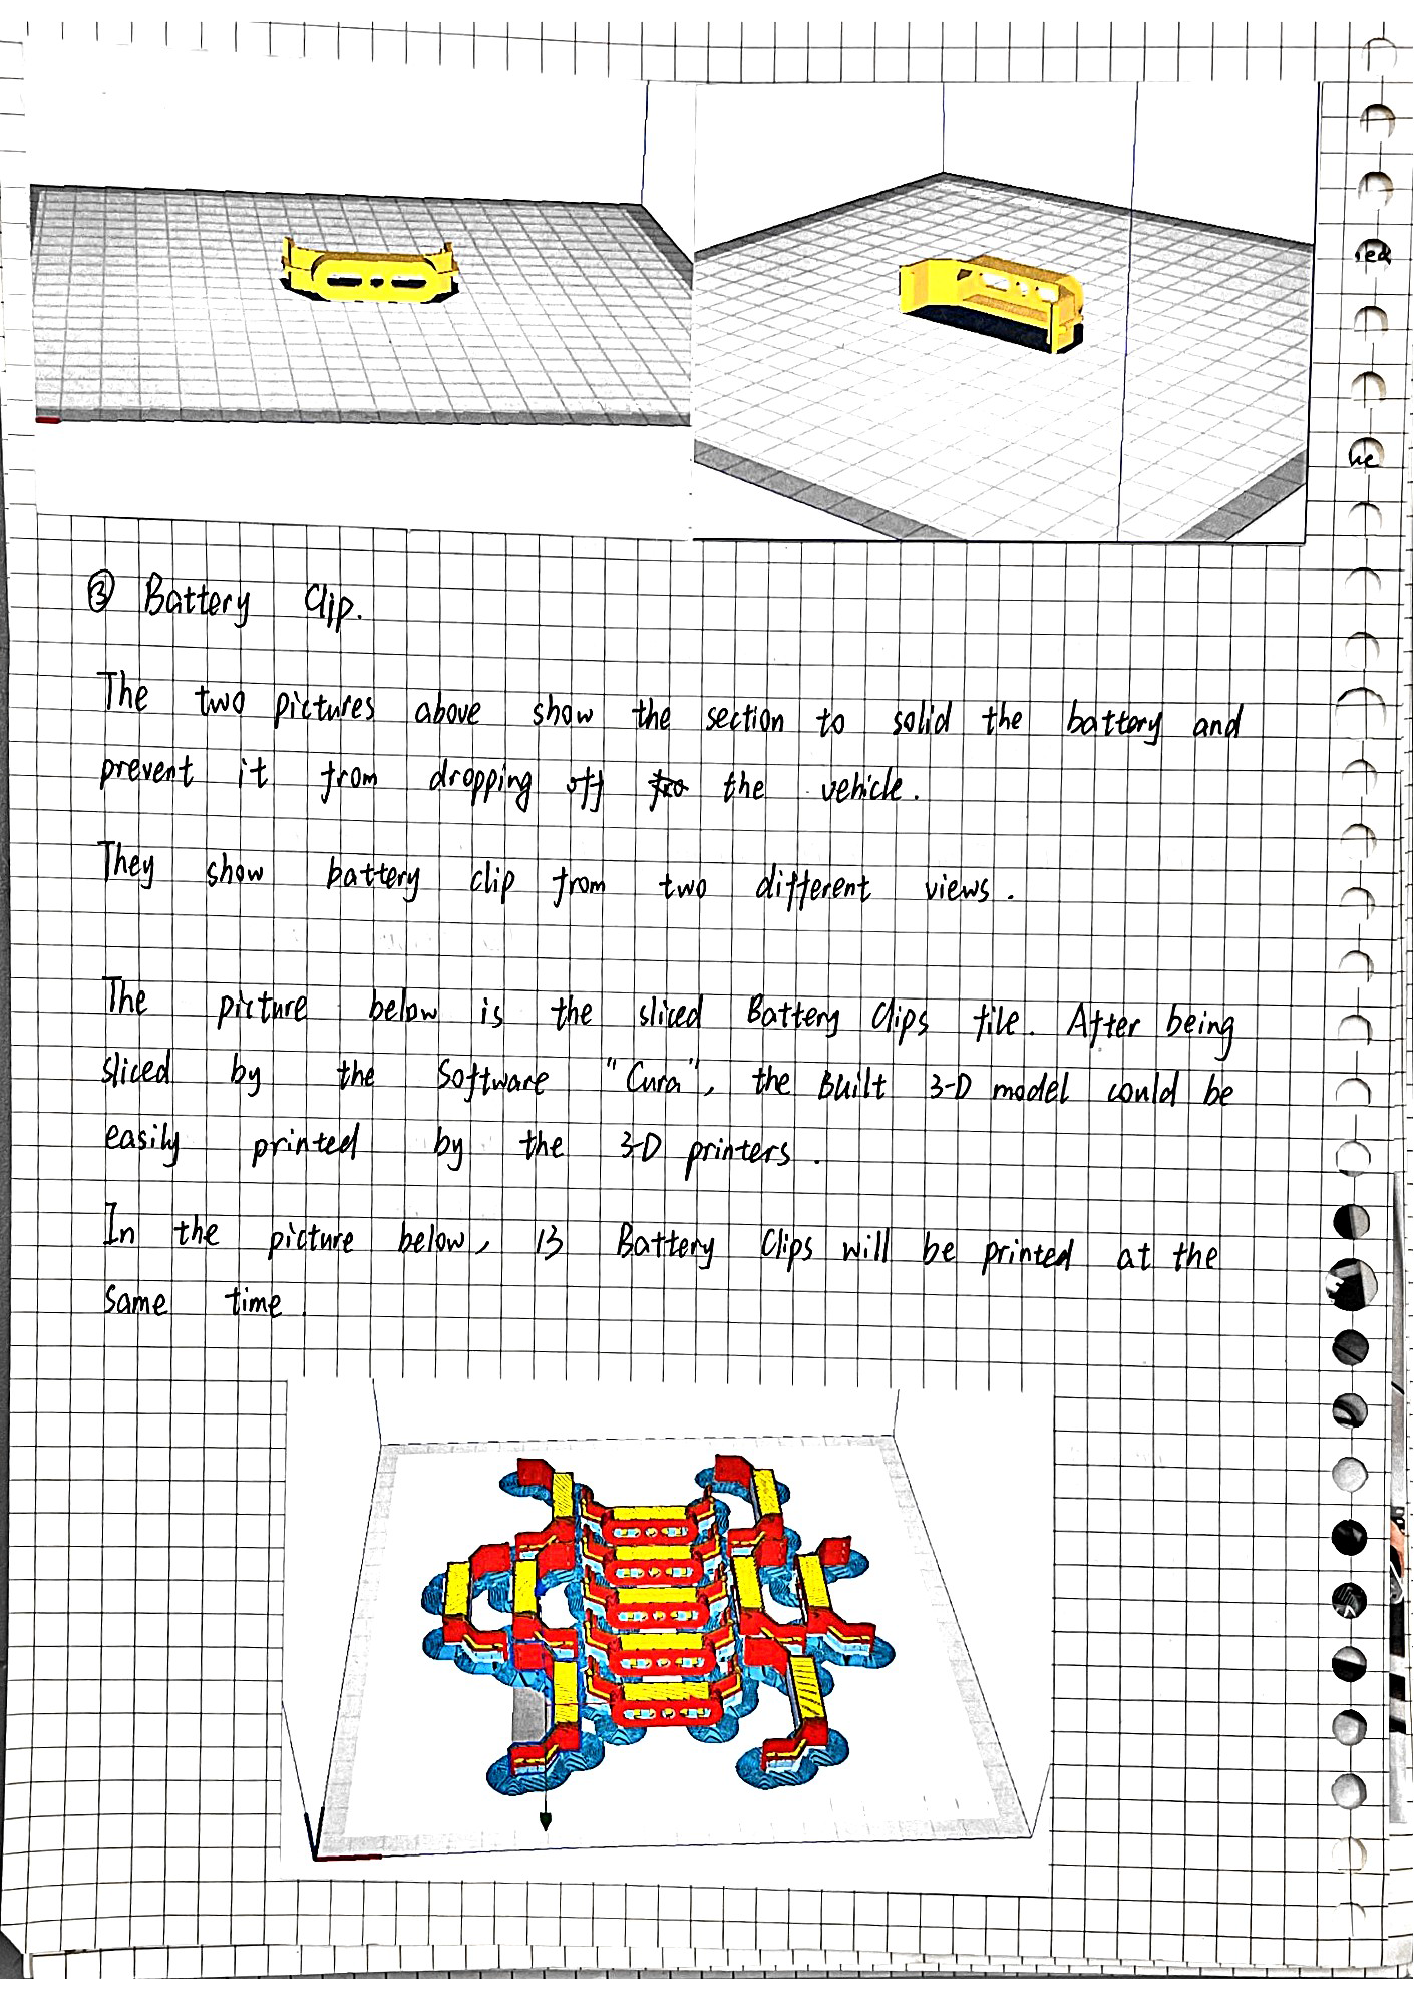 ③ Battery Clip.
The two pictures above show the section to solid the battery and
prevent it from dropping off the vehicle.
They show battery clip from two different views.
The picture below is the sliced Battery Clips file. After being
sliced by the Software "Cura", the Built 3-D model could be
easily printed by the 3-D printers.
In the picture below, 13 Battery Clips will be printed at the
Same time.